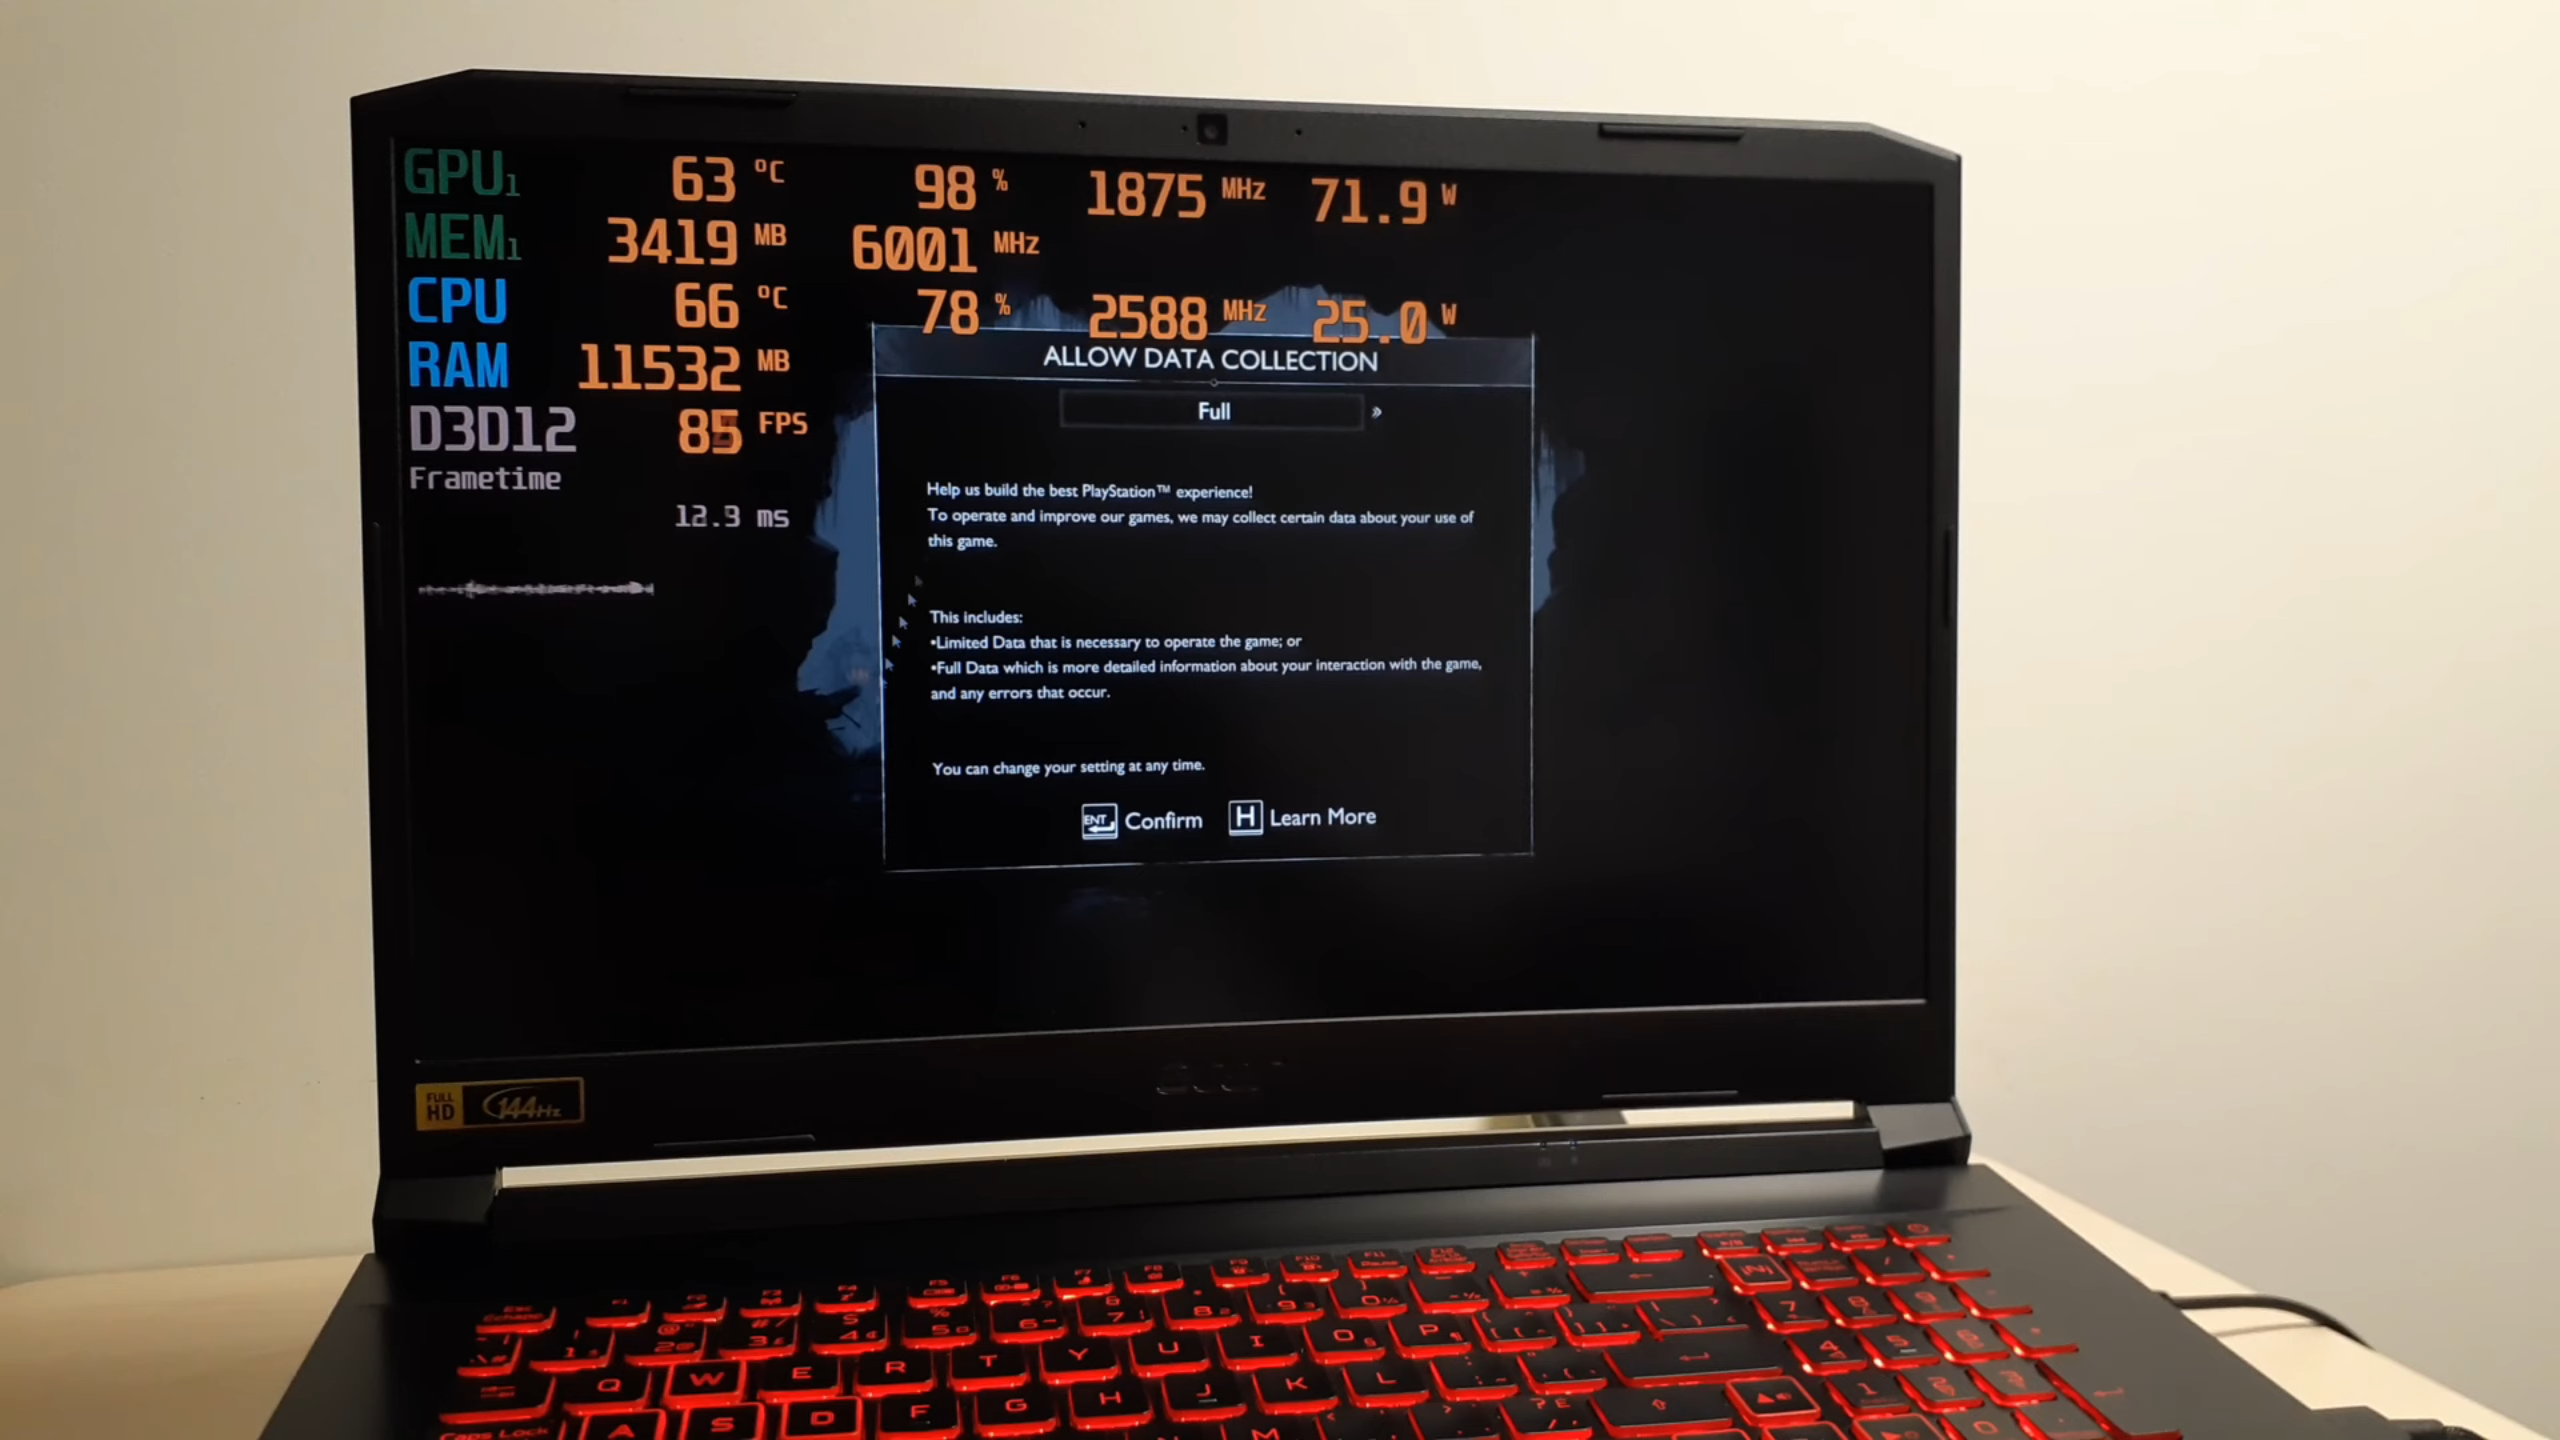 GPU1 63 °C 98 % 1875 MHz 71.9 W
MEM1 3419 MB 6001 MHz
CPU 66 °C 78 % 2588 MHz 25.0 W
RAM 11532 MB
D3D12 85 FPS
Frametime
12.9 ms
ALLOW DATA COLLECTION
Full »
Help us build the best PlayStation™ experience!
To operate and improve our games, we may collect certain data about your use of
this game.
This includes:
•Limited Data that is necessary to operate the game; or
•Full Data which is more detailed information about your interaction with the game,
and any errors that occur.
You can change your setting at any time.
ENT Confirm H Learn More
acer
FULL HD 144Hz
Q W E R T Y U I O P
A S D F G H J K L
Caps Lock